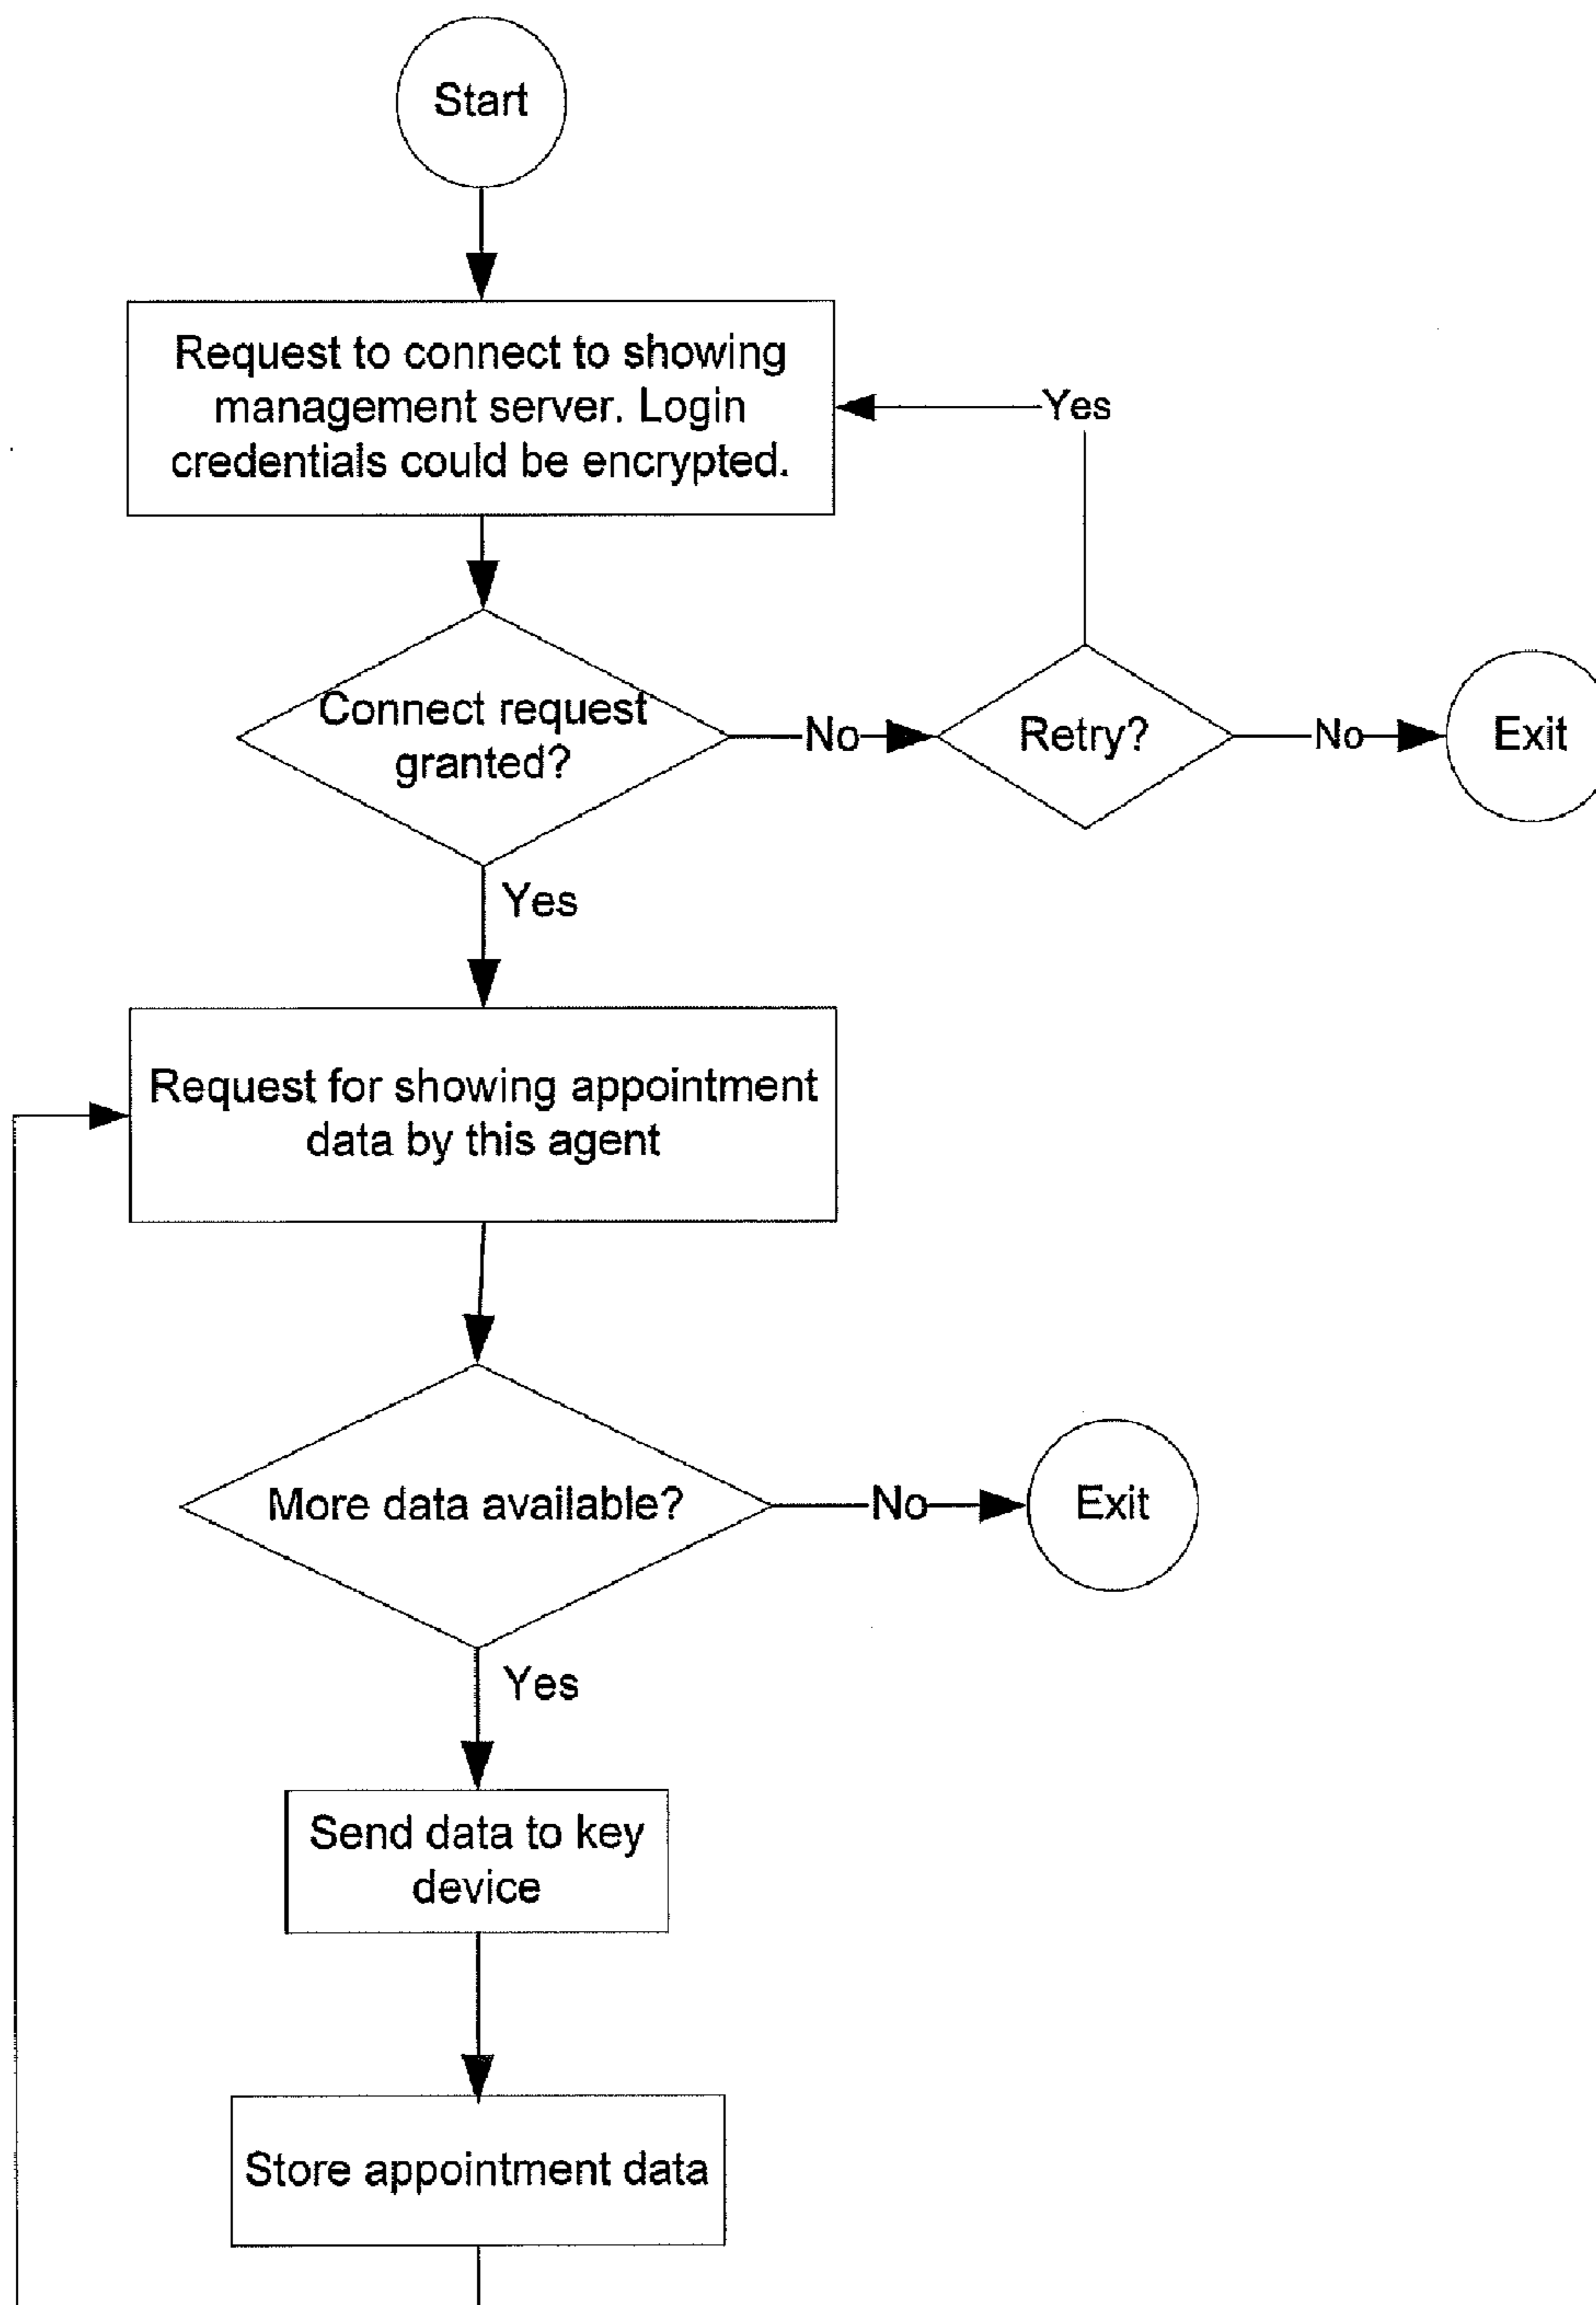 Start
Request to connect to showing
management server. Login
credentials could be encrypted.
Yes
Connect request
granted?
No
Retry?
No
Exit
Yes
Request for showing appointment
data by this agent
More data available?
No
Exit
Yes
Send data to key
device
Store appointment data